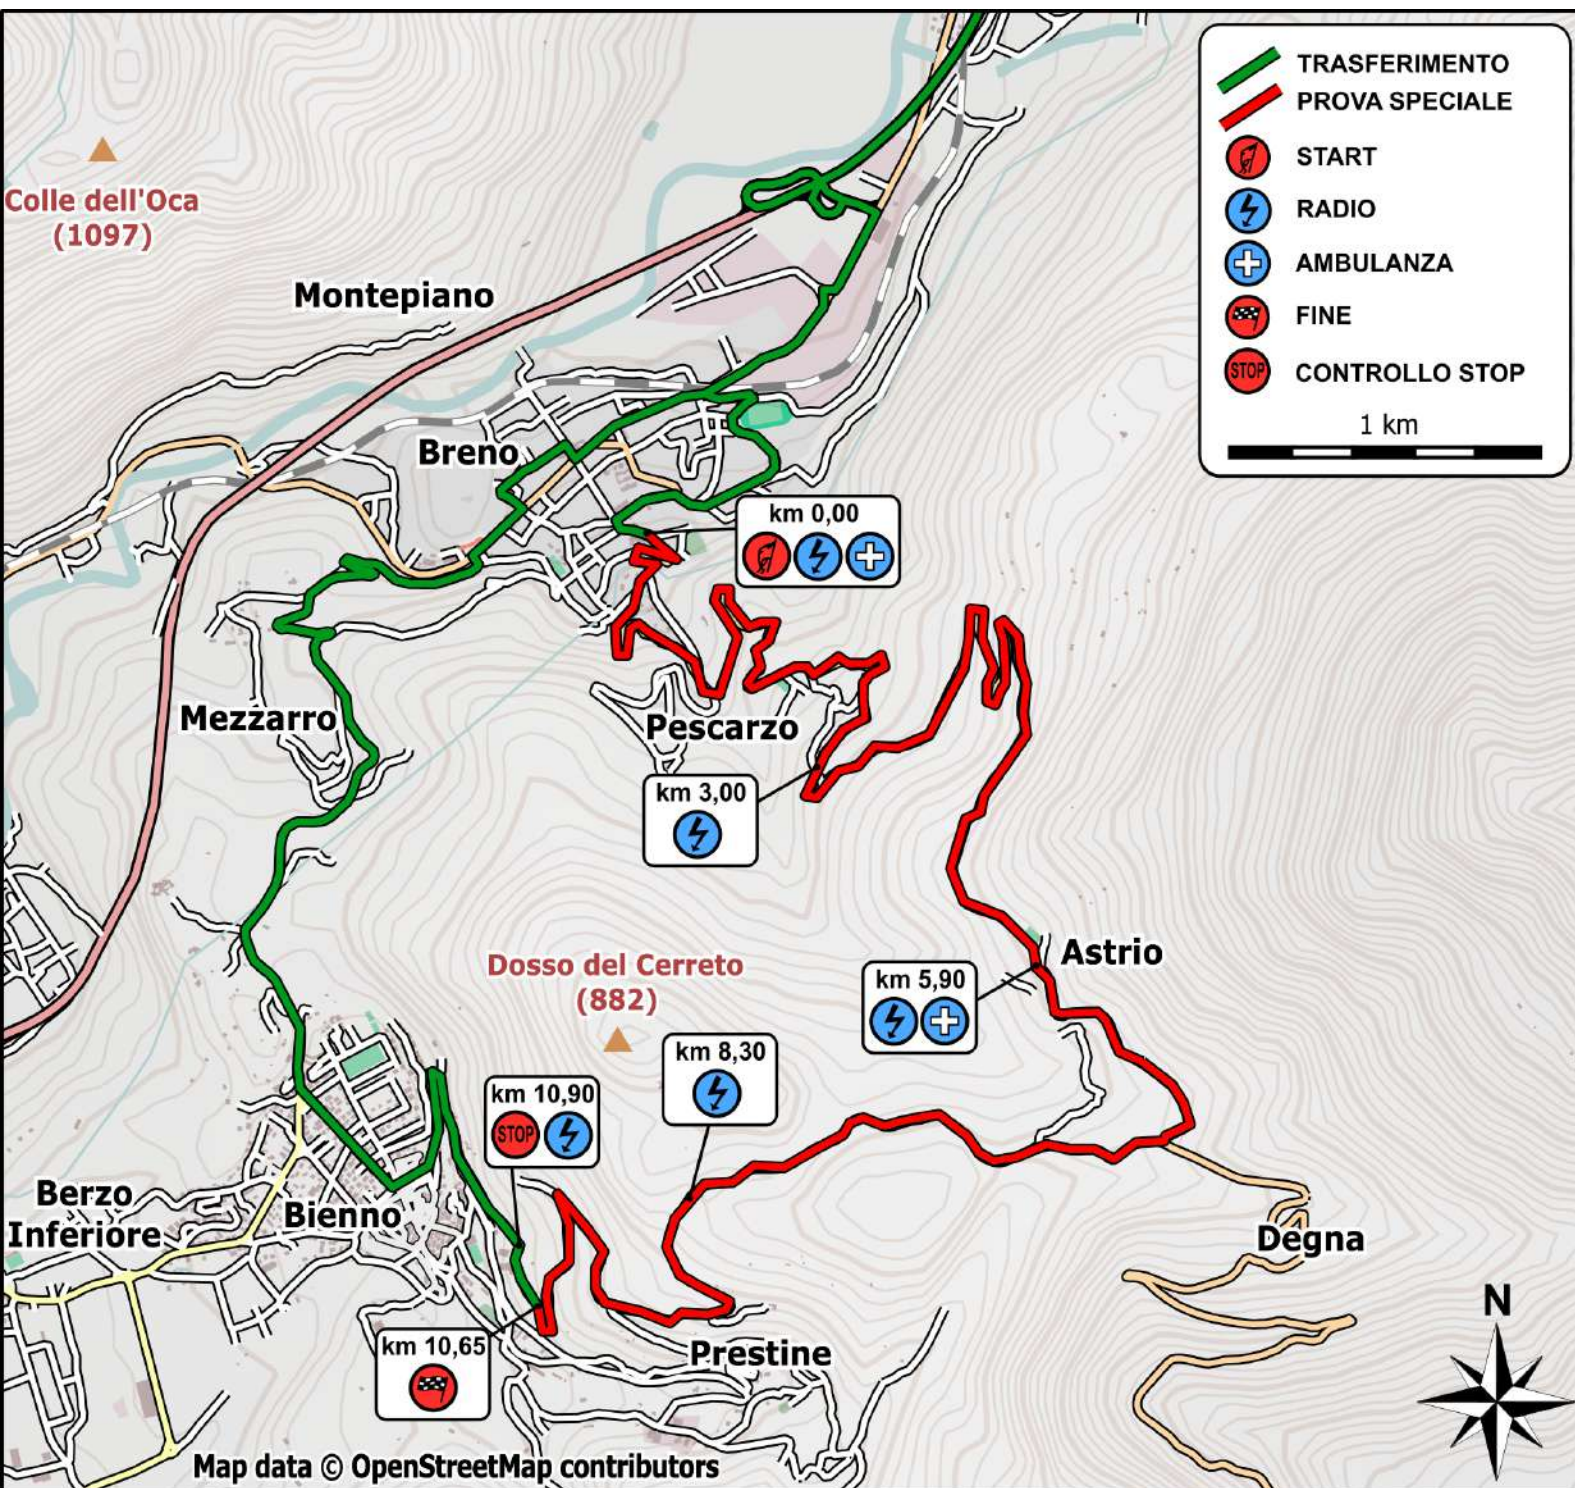 TRASFERIMENTO
PROVA SPECIALE
START
RADIO
AMBULANZA
FINE
STOP
CONTROLLO STOP
1 km
Colle dell'Oca
(1097)
Montepiano
Breno
km 0,00
Mezzarro
Pescarzo
km 3,00
Astrio
Dosso del Cerreto
(882)
km 5,90
km 8,30
km 10,90
STOP
Berzo
Inferiore
Bienno
Degna
N
km 10,65
Prestine
Map data © OpenStreetMap contributors